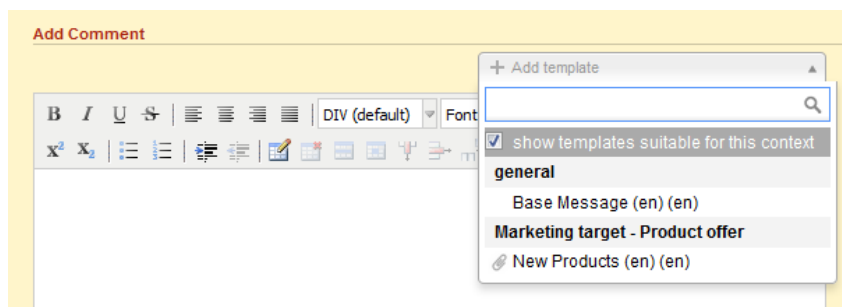 Add Comment
+ Add template
B I U S DIV (default) Font
show templates suitable for this context
x² X₂
general
Base Message (en) (en)
Marketing target - Product offer
New Products (en) (en)